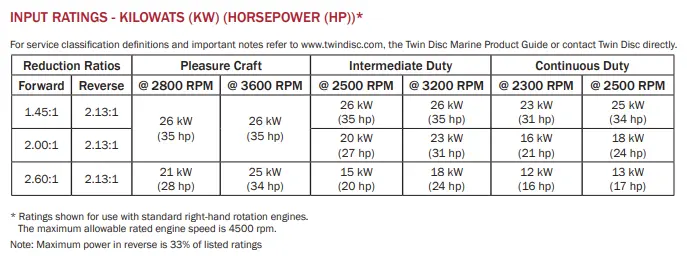 INPUT RATINGS - KILOWATS (KW) (HORSEPOWER (HP))*
For service classification definitions and important notes refer to www.twindisc.com, the Twin Disc Marine Product Guide or contact Twin Disc directly.
Reduction Ratios Pleasure Craft Intermediate Duty Continuous Duty
Forward Reverse @ 2800 RPM @ 3600 RPM @ 2500 RPM @ 3200 RPM @ 2300 RPM @ 2500 RPM
1.45:1 2.13:1 26 kW (35 hp) 26 kW (35 hp) 26 kW (35 hp) 26 kW (35 hp) 23 kW (31 hp) 25 kW (34 hp)
2.00:1 2.13:1 20 kW (27 hp) 23 kW (31 hp) 16 kW (21 hp) 18 kW (24 hp)
2.60:1 2.13:1 21 kW (28 hp) 25 kW (34 hp) 15 kW (20 hp) 18 kW (24 hp) 12 kW (16 hp) 13 kW (17 hp)
* Ratings shown for use with standard right-hand rotation engines.
The maximum allowable rated engine speed is 4500 rpm.
Note: Maximum power in reverse is 33% of listed ratings